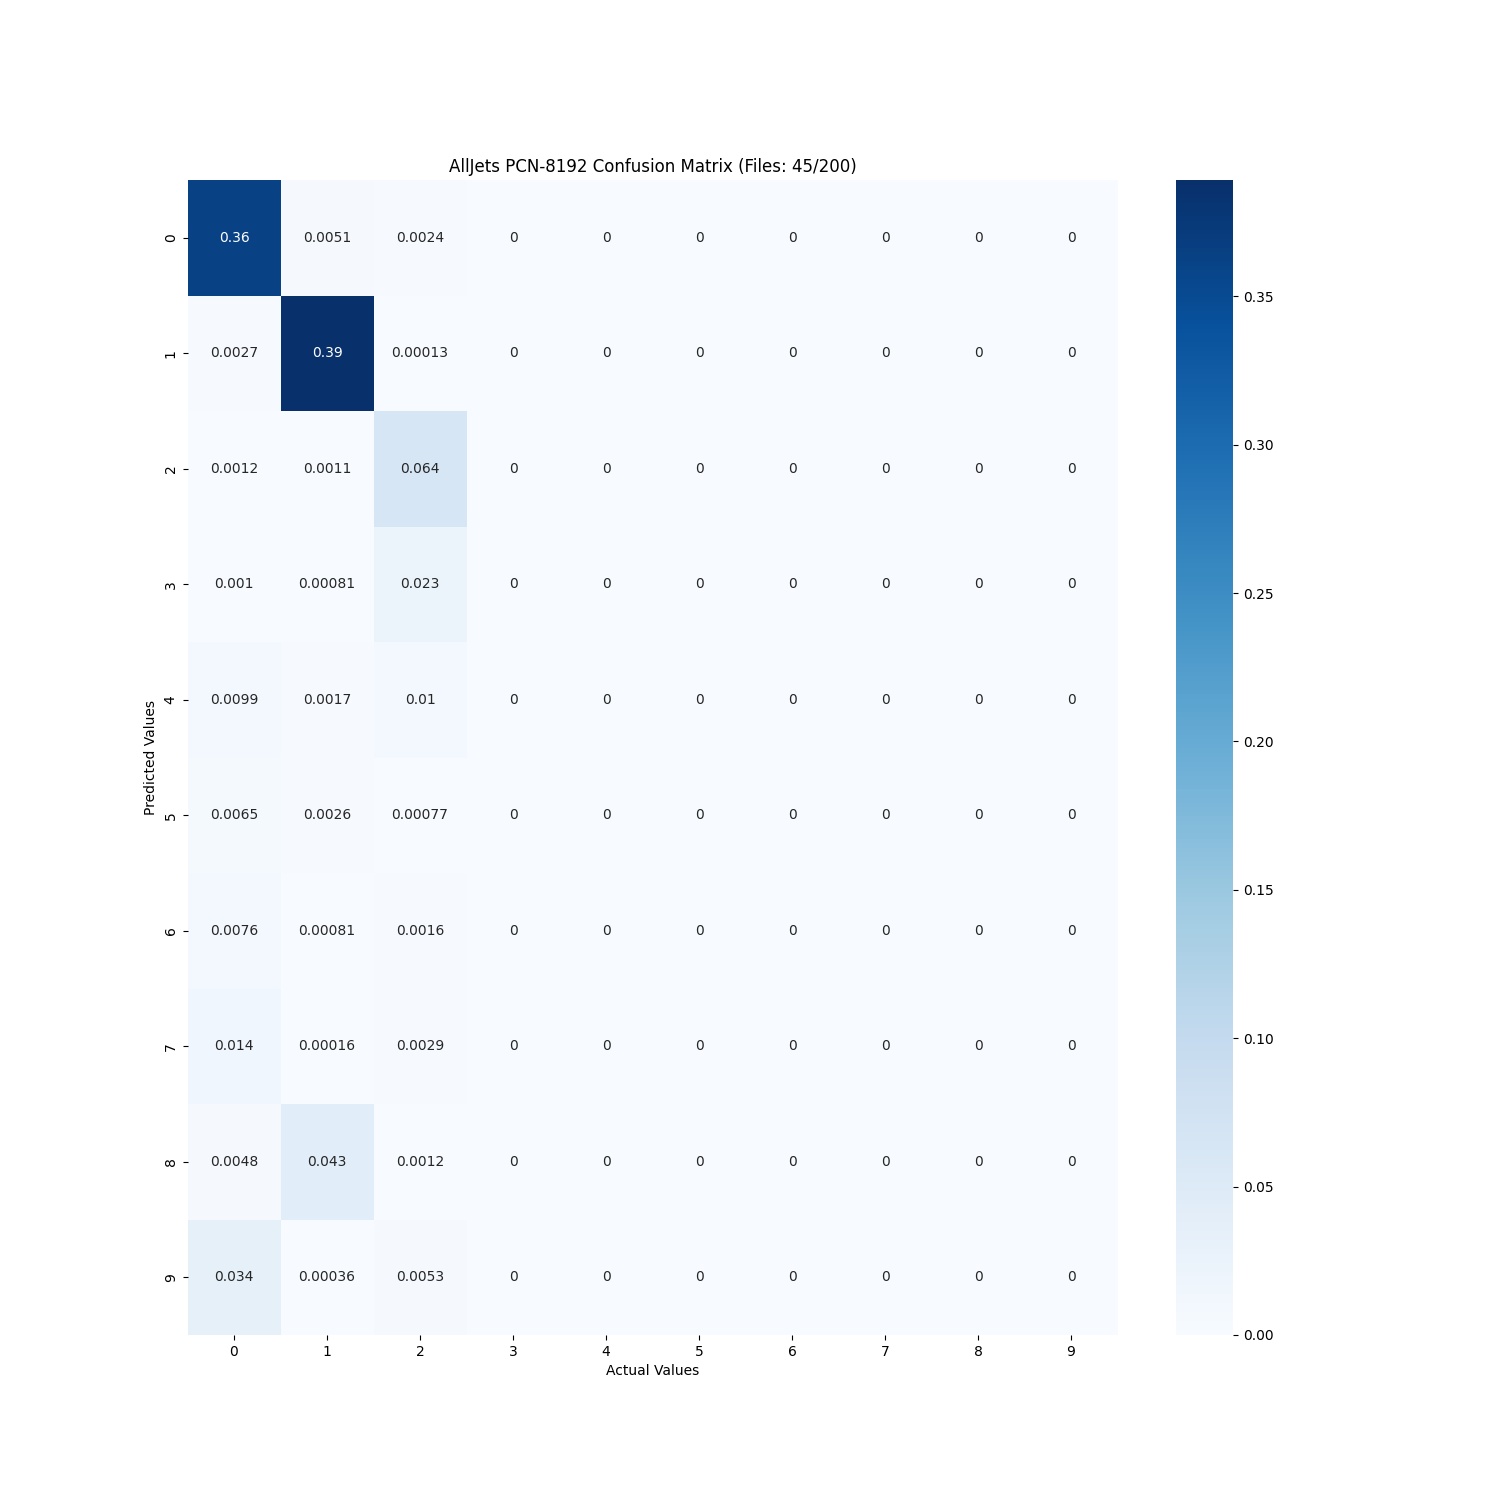 AllJets PCN-8192 Confusion Matrix (Files: 45/200)
0 0.36 0.0051 0.0024 0 0 0 0 0 0 0
1 0.0027 0.39 0.00013 0 0 0 0 0 0 0
2 0.0012 0.0011 0.064 0 0 0 0 0 0 0
3 0.001 0.00081 0.023 0 0 0 0 0 0 0
4 0.0099 0.0017 0.01 0 0 0 0 0 0 0
5 0.0065 0.0026 0.00077 0 0 0 0 0 0 0
6 0.0076 0.00081 0.0016 0 0 0 0 0 0 0
7 0.014 0.00016 0.0029 0 0 0 0 0 0 0
8 0.0048 0.043 0.0012 0 0 0 0 0 0 0
9 0.034 0.00036 0.0053 0 0 0 0 0 0 0
0 1 2 3 4 5 6 7 8 9
Actual Values
Predicted Values
0.35
0.30
0.25
0.20
0.15
0.10
0.05
0.00